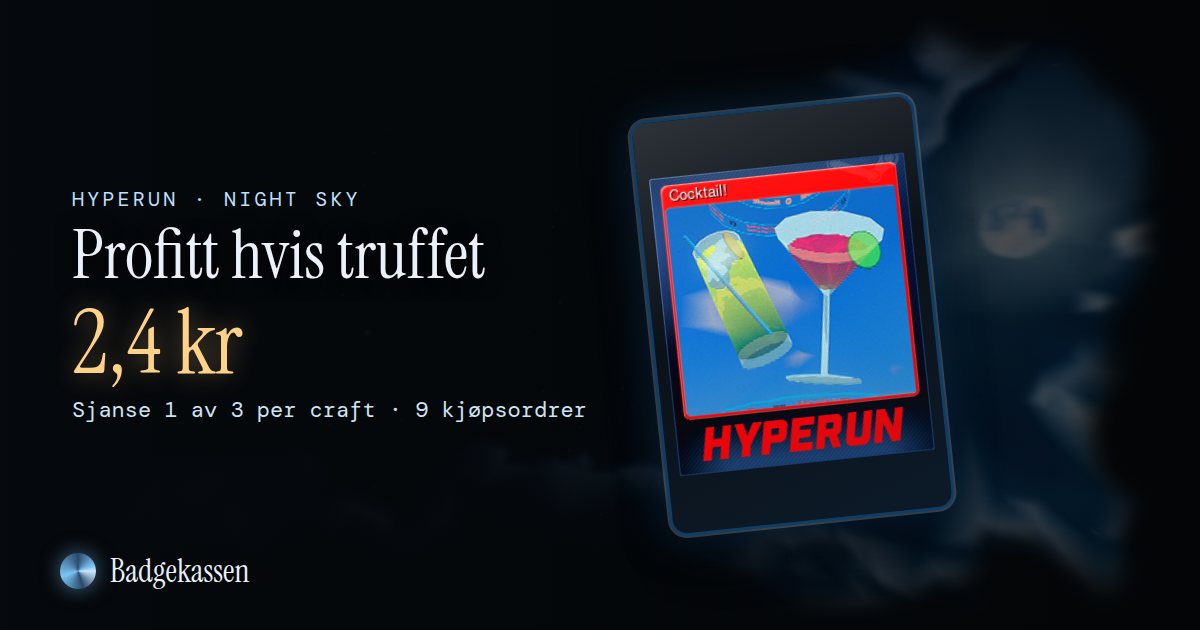 HYPERUN · NIGHT SKY
Profitt hvis truffet
2,4 kr
Sjanse 1 av 3 per craft · 9 kjøpsordrer
Cocktail!
HYPERUN
Badgekassen